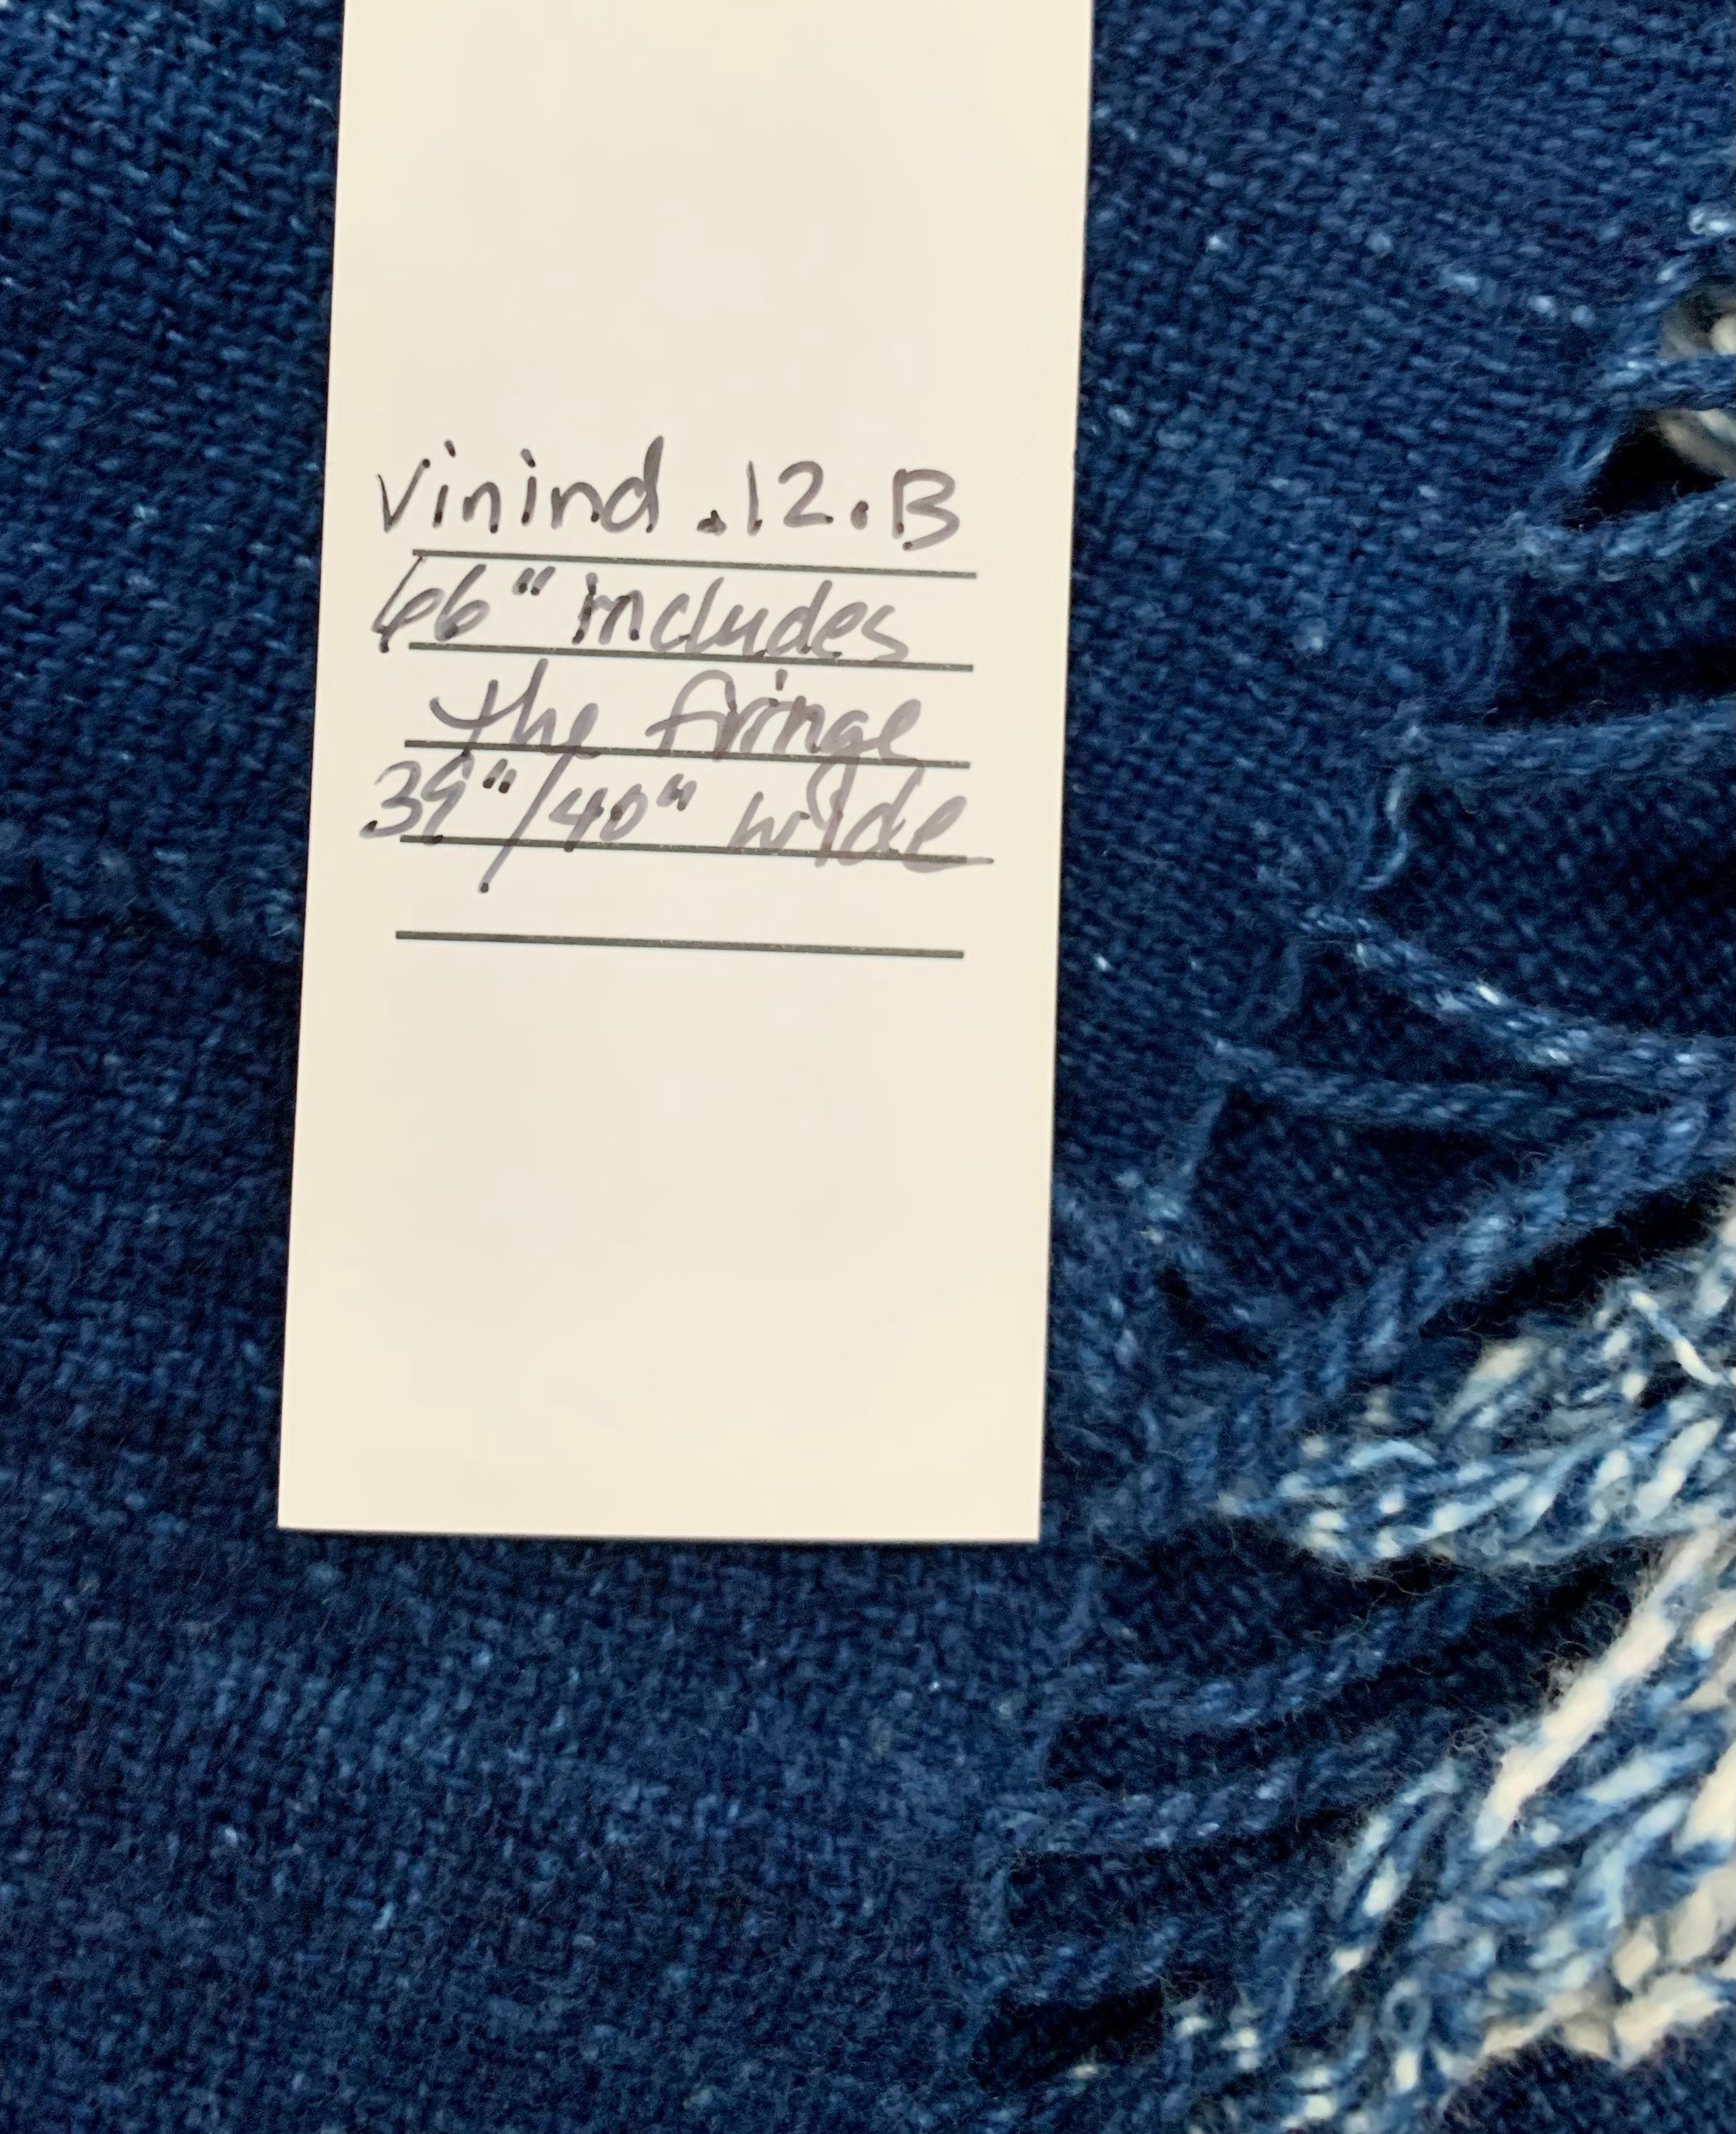 Vinind .12.B
66" includes
the fringe
39"/40" wide